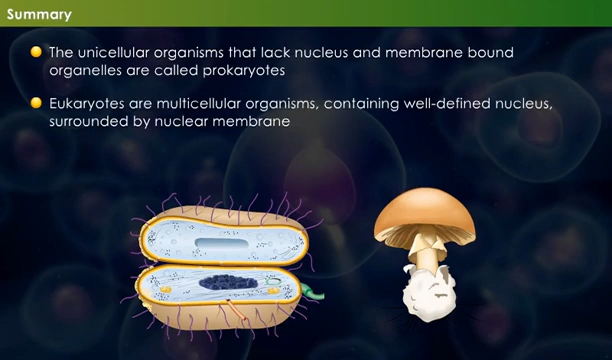 Summary
The unicellular organisms that lack nucleus and membrane bound
organelles are called prokaryotes
Eukaryotes are multicellular organisms, containing well-defined nucleus,
surrounded by nuclear membrane